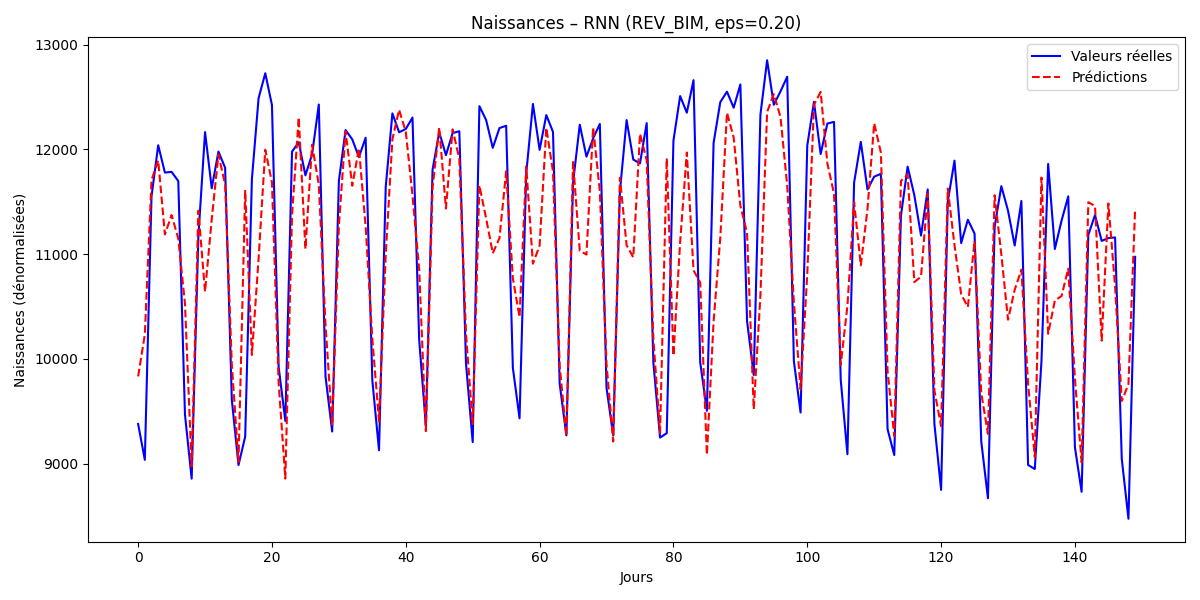 Naissances – RNN (REV_BIM, eps=0.20)
Valeurs réelles
Prédictions
Naissances (dénormalisées)
13000
12000
11000
10000
9000
0 20 40 60 80 100 120 140
Jours